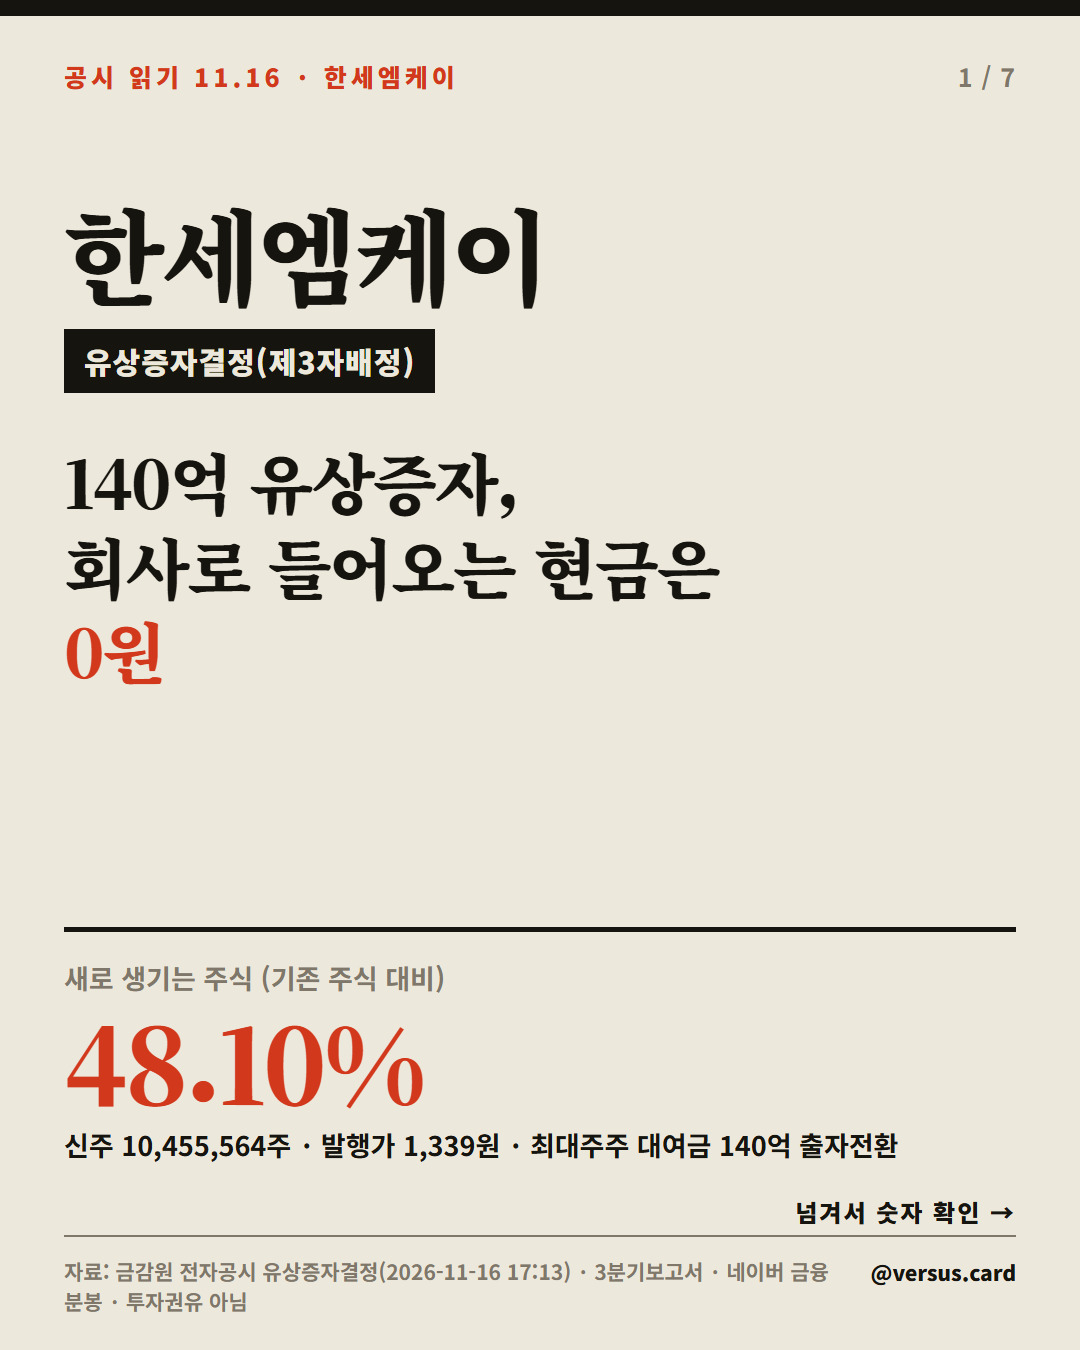 공시 읽기 11.16 · 한세엠케이
1 / 7
한세엠케이
유상증자결정(제3자배정)
140억 유상증자,
회사로 들어오는 현금은
0원
새로 생기는 주식 (기존 주식 대비)
48.10%
신주 10,455,564주 · 발행가 1,339원 · 최대주주 대여금 140억 출자전환
넘겨서 숫자 확인 →
자료: 금감원 전자공시 유상증자결정(2026-11-16 17:13) · 3분기보고서 · 네이버 금융
분봉 · 투자권유 아님
@versus.card